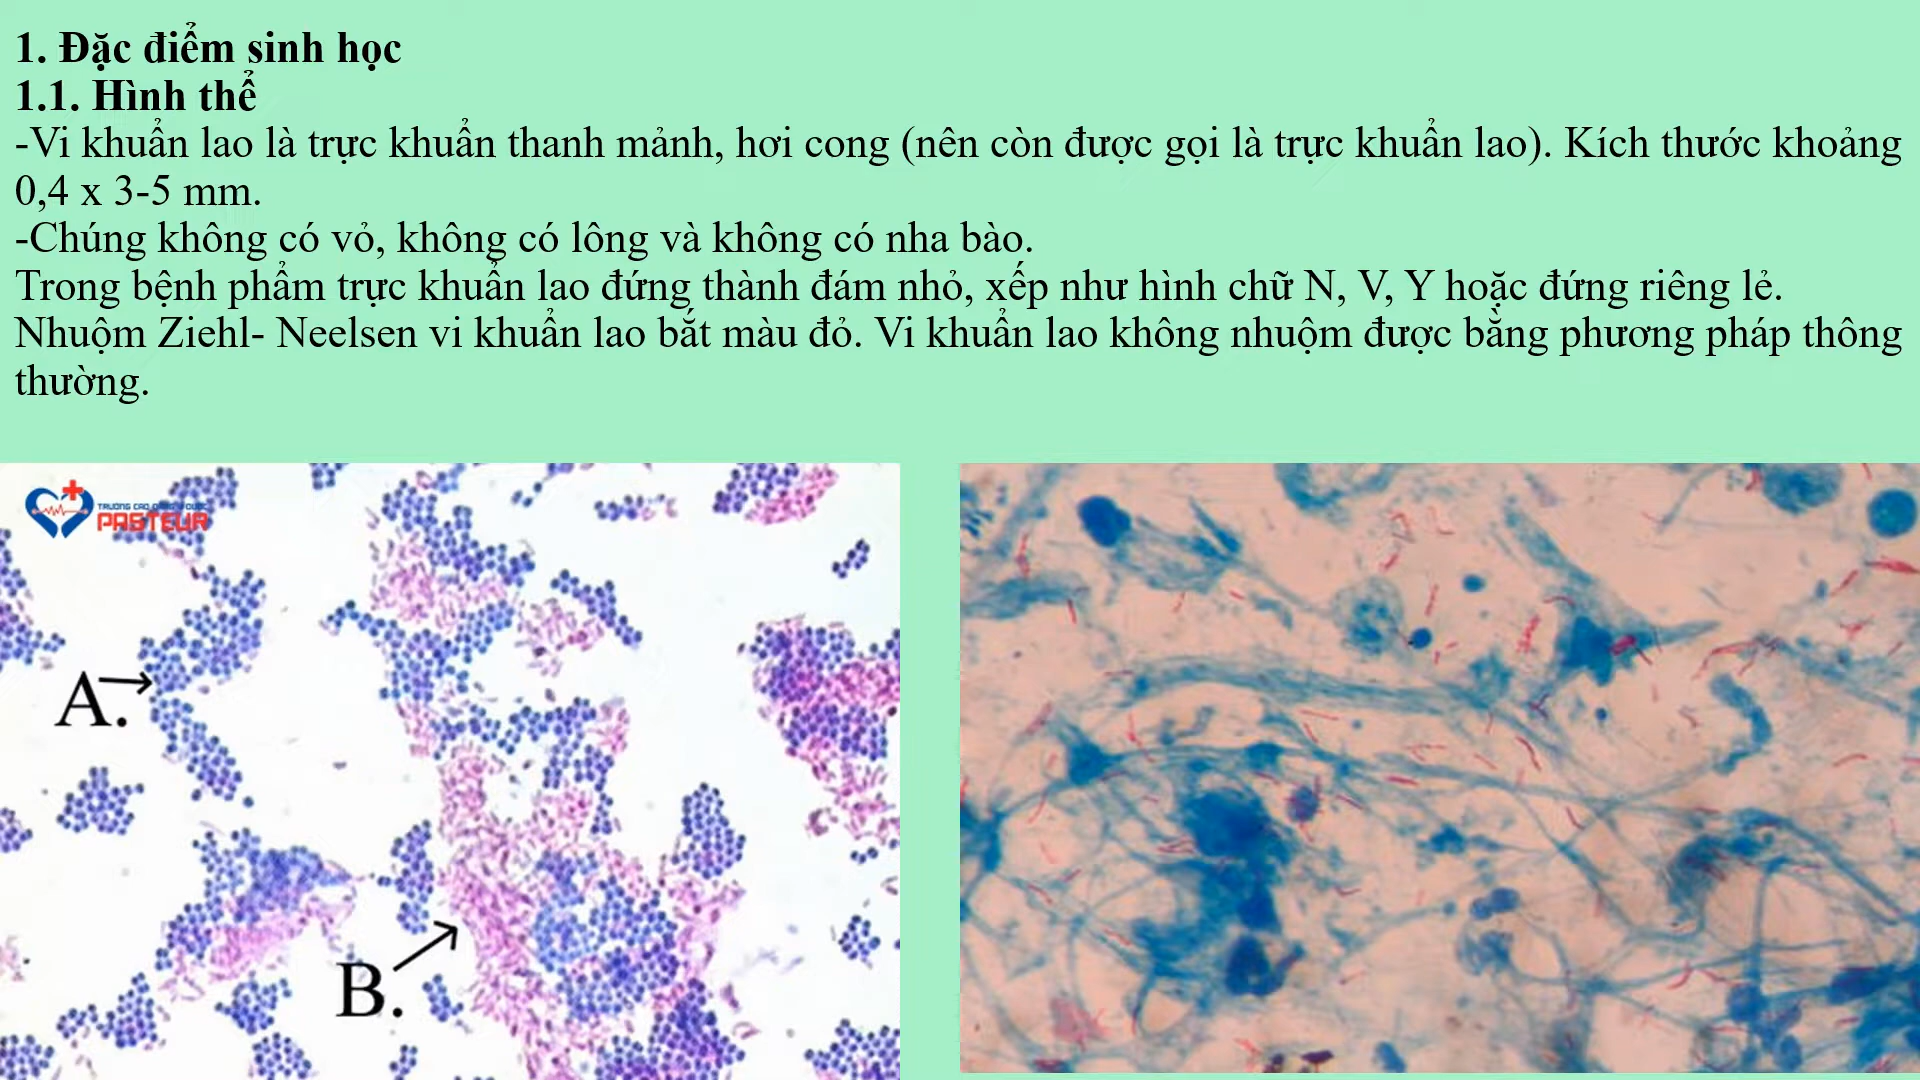 1. Đặc điểm sinh học
1.1. Hình thể
-Vi khuẩn lao là trực khuẩn thanh mảnh, hơi cong (nên còn được gọi là trực khuẩn lao). Kích thước khoảng
0,4 x 3-5 mm.
-Chúng không có vỏ, không có lông và không có nha bào.
Trong bệnh phẩm trực khuẩn lao đứng thành đám nhỏ, xếp như hình chữ N, V, Y hoặc đứng riêng lẻ.
Nhuộm Ziehl- Neelsen vi khuẩn lao bắt màu đỏ. Vi khuẩn lao không nhuộm được bằng phương pháp thông
thường.
TRƯỜNG CAO
PASTEUR
A.
B.